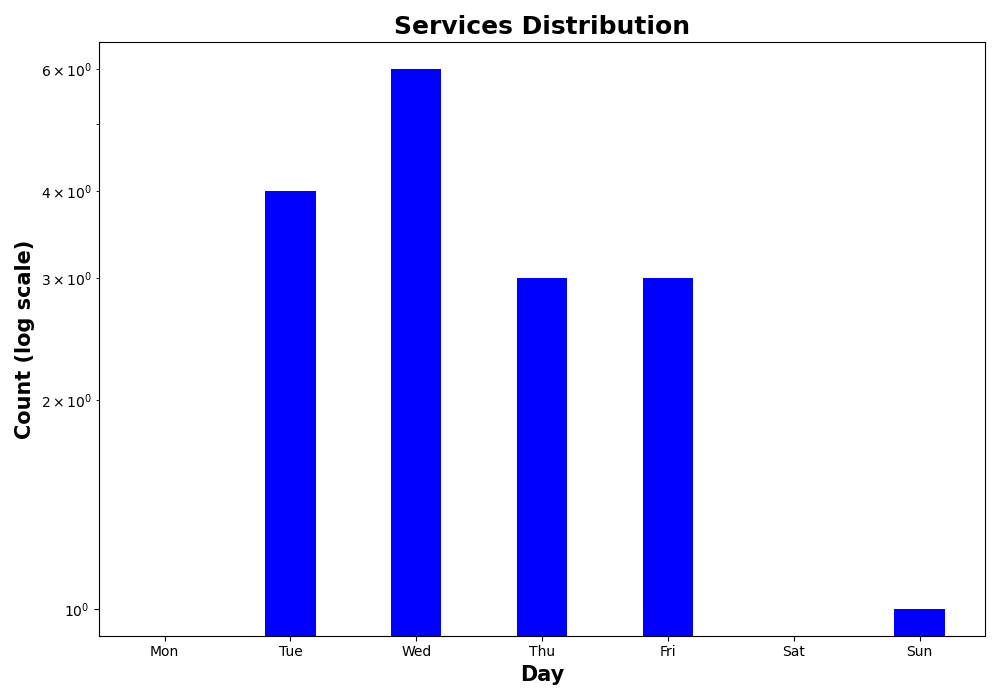 Services Distribution
Count (log scale)
6 × 10⁰
4 × 10⁰
3 × 10⁰
2 × 10⁰
10⁰
Mon Tue Wed Thu Fri Sat Sun
Day